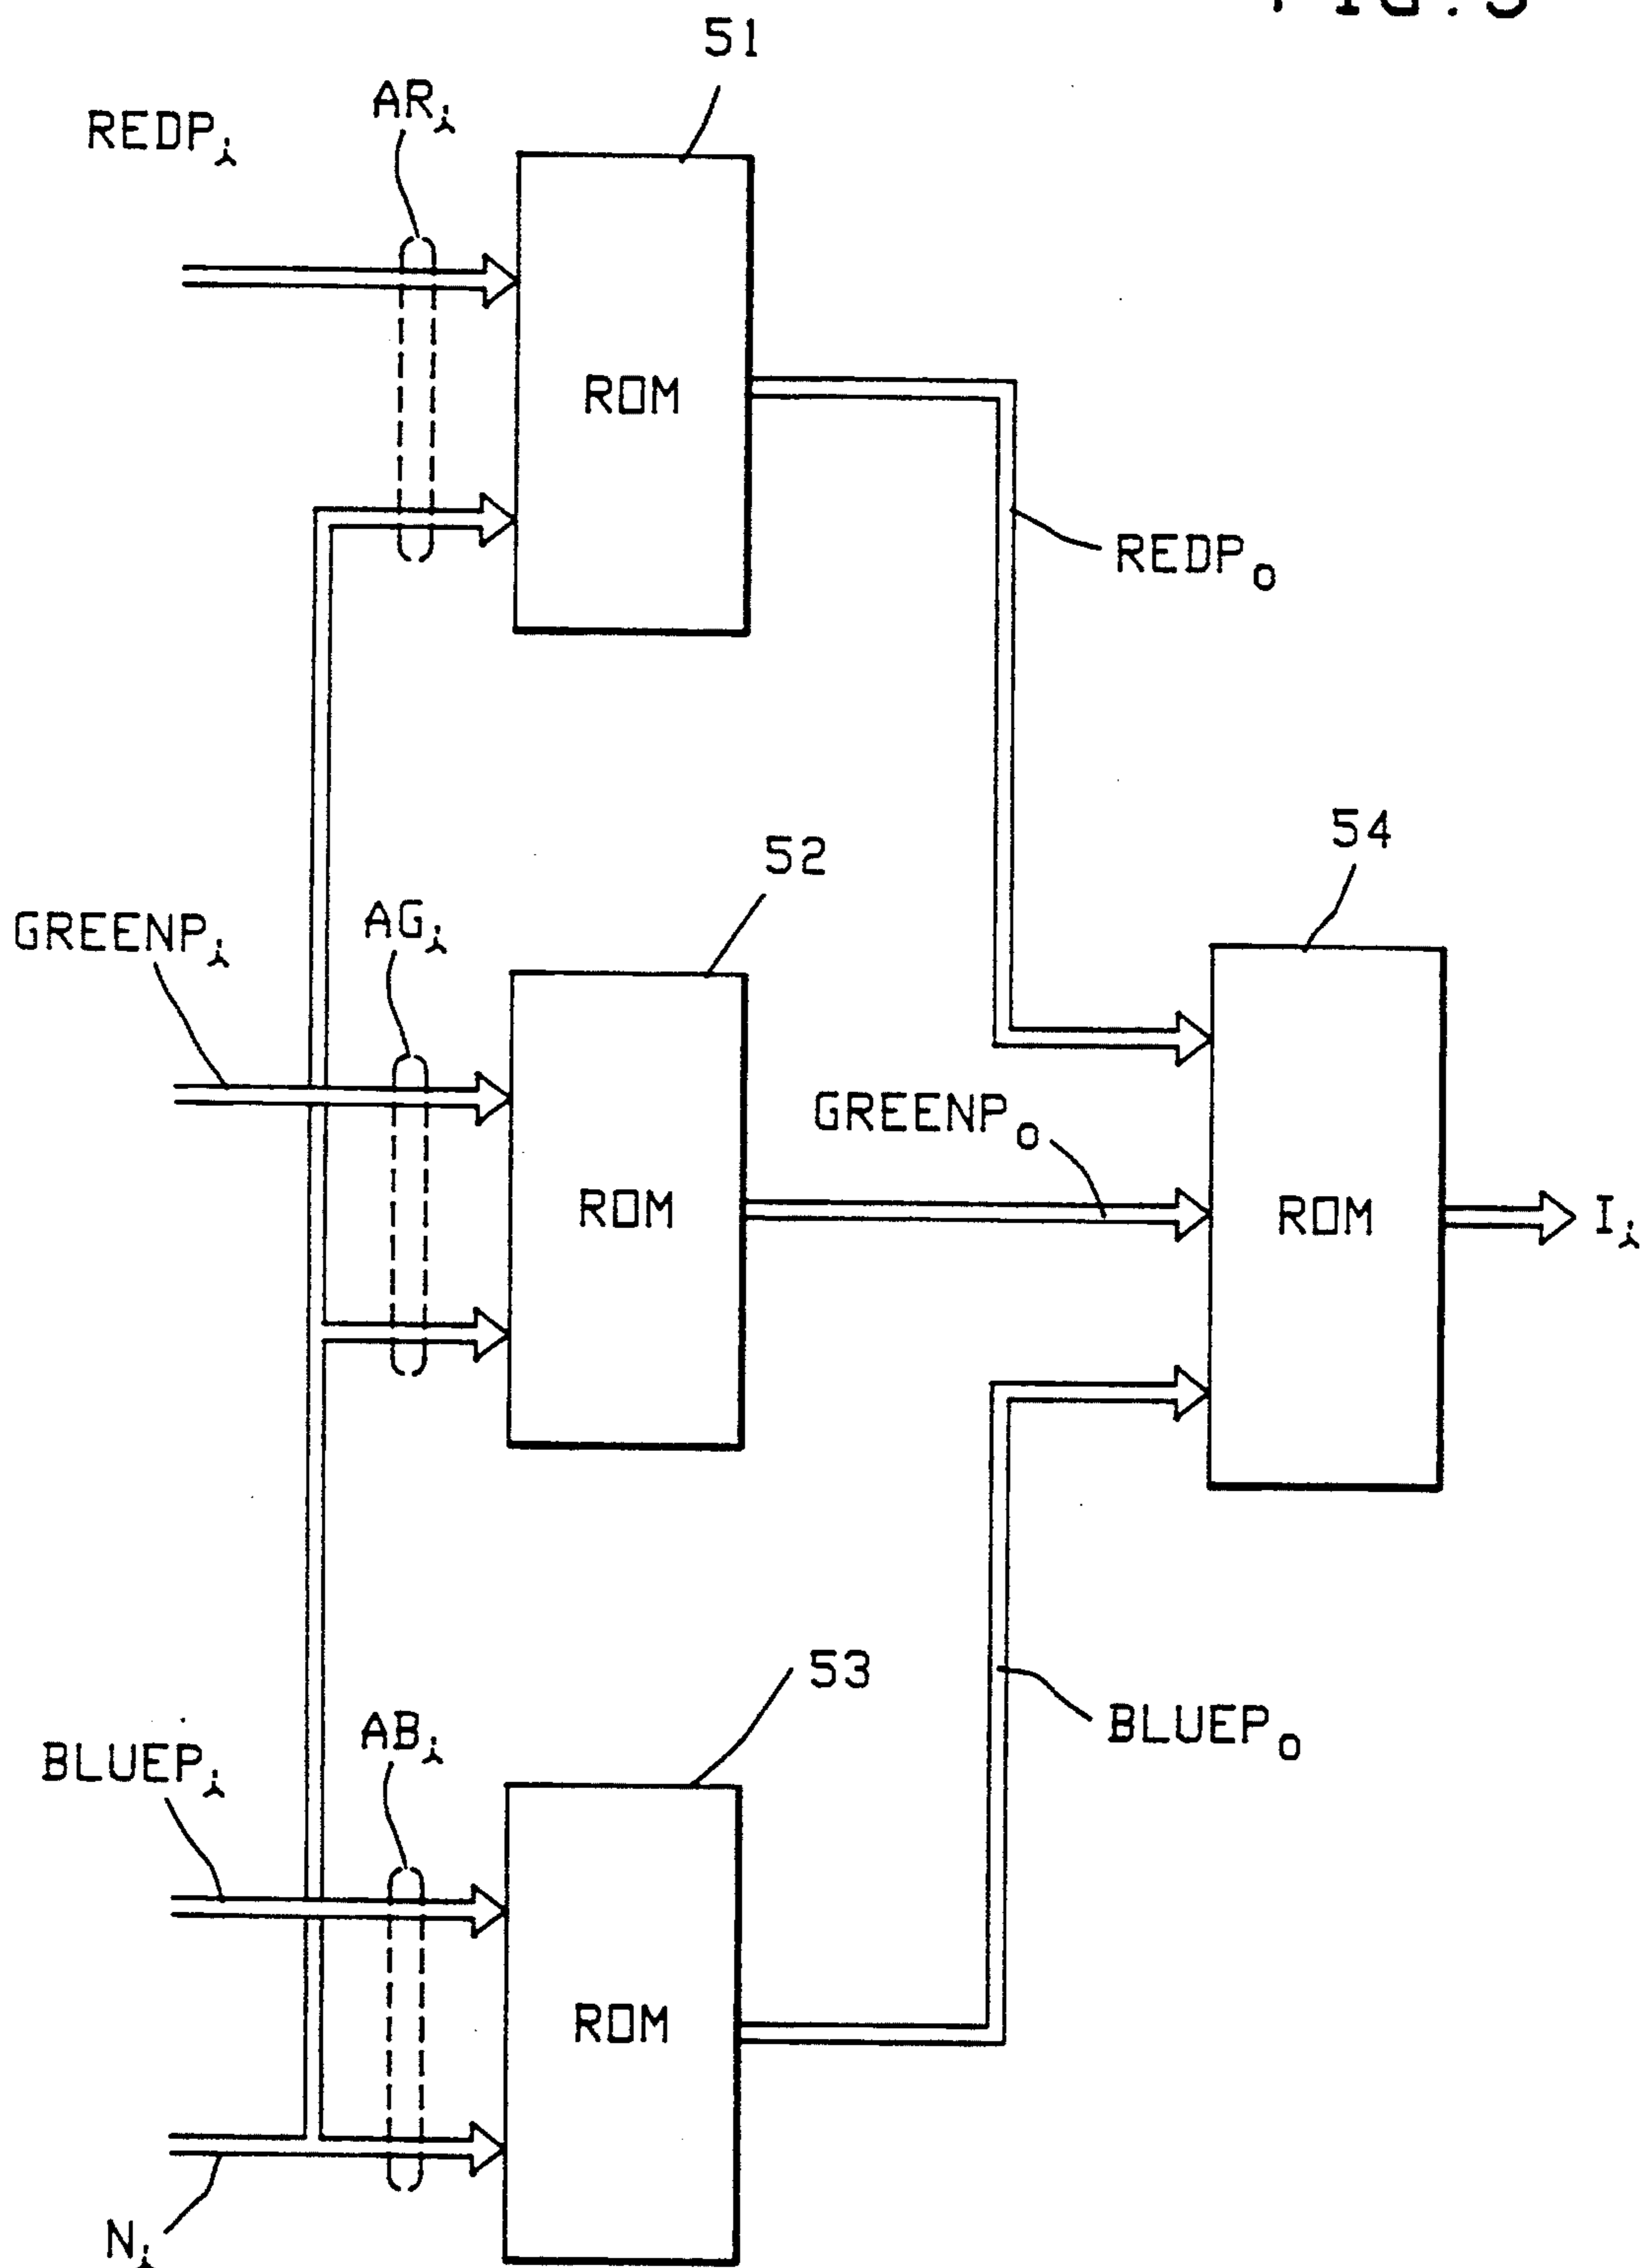 51
ARᵢ
REDPᵢ
ROM
REDPₒ
54
52
AGᵢ
GREENPᵢ
GREENPₒ
ROM
ROM
Iᵢ
53
ABᵢ
BLUEPᵢ
BLUEPₒ
ROM
Nᵢ